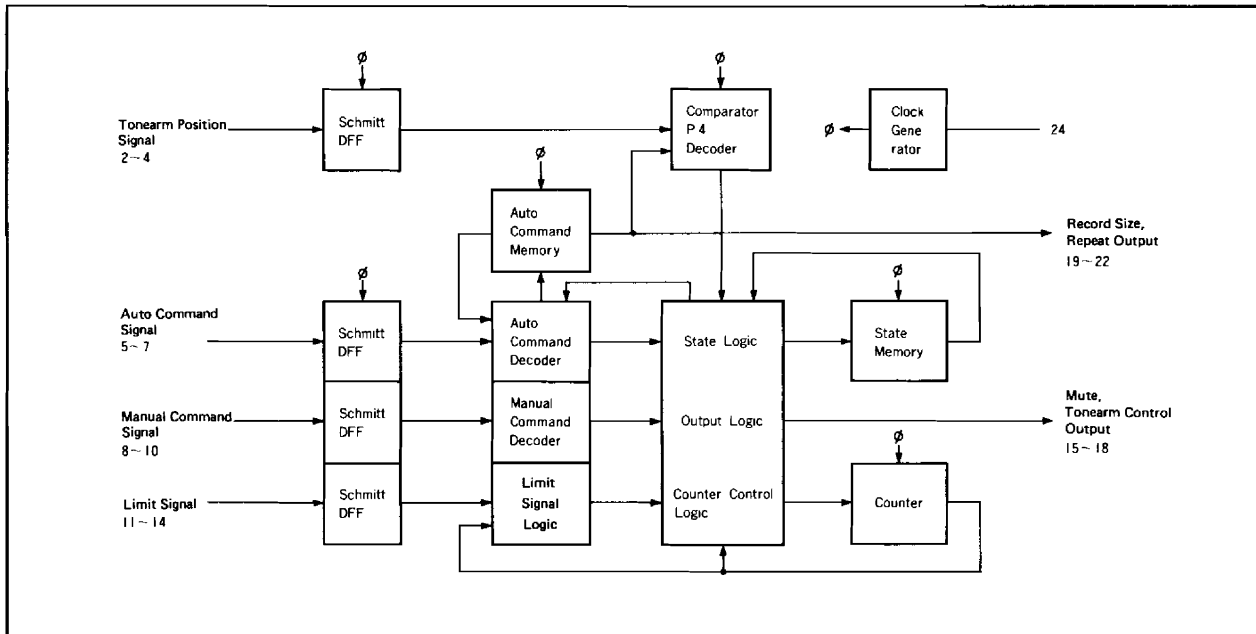 ø
ø
Tonearm Position
Signal
2~4
Schmitt
DFF
Comparator
P4
Decoder
ø
Clock
Gene
rator
24
ø
Auto
Command
Memory
Record Size,
Repeat Output
19~22
ø
ø
Auto Command
Signal
5~7
Schmitt
DFF
Auto
Command
Decoder
State Logic
State
Memory
Manual Command
Signal
8~10
Schmitt
DFF
Manual
Command
Decoder
Output Logic
Mute,
Tonearm Control
Output
15~18
ø
Limit Signal
11~14
Schmitt
DFF
Limit
Signal
Logic
Counter Control
Logic
Counter